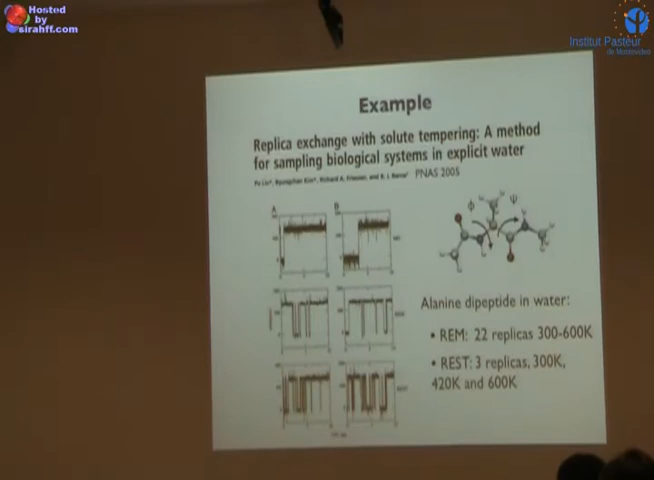 Hosted
by
sirahff.com
Institut Pasteur
de Montevideo
Example
Replica exchange with solute tempering: A method
for sampling biological systems in explicit water
PNAS 2005
A B
Φ Ψ
Alanine dipeptide in water:
• REM: 22 replicas 300-600K
• REST: 3 replicas, 300K,
420K and 600K